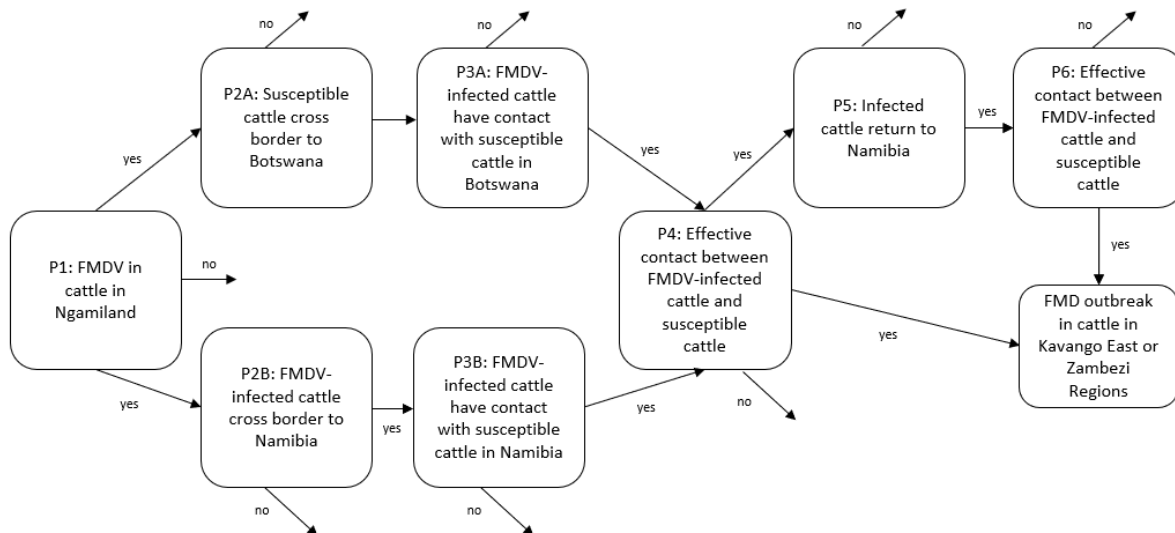 no
no
no
no
P2A: Susceptible
cattle cross
border to
Botswana
P3A: FMDV-
infected cattle
have contact
with susceptible
cattle in
Botswana
P5: Infected
cattle return to
Namibia
P6: Effective
contact between
FMDV-infected
cattle and
susceptible
cattle
yes
yes
yes
yes
P1: FMDV in
cattle in
Ngamiland
no
P4: Effective
contact between
FMDV-infected
cattle and
susceptible
cattle
yes
FMD outbreak
in cattle in
Kavango East or
Zambezi
Regions
yes
P2B: FMDV-
infected cattle
cross border to
Namibia
P3B: FMDV-
infected cattle
have contact
with susceptible
cattle in Namibia
yes
yes
yes
no
no
no